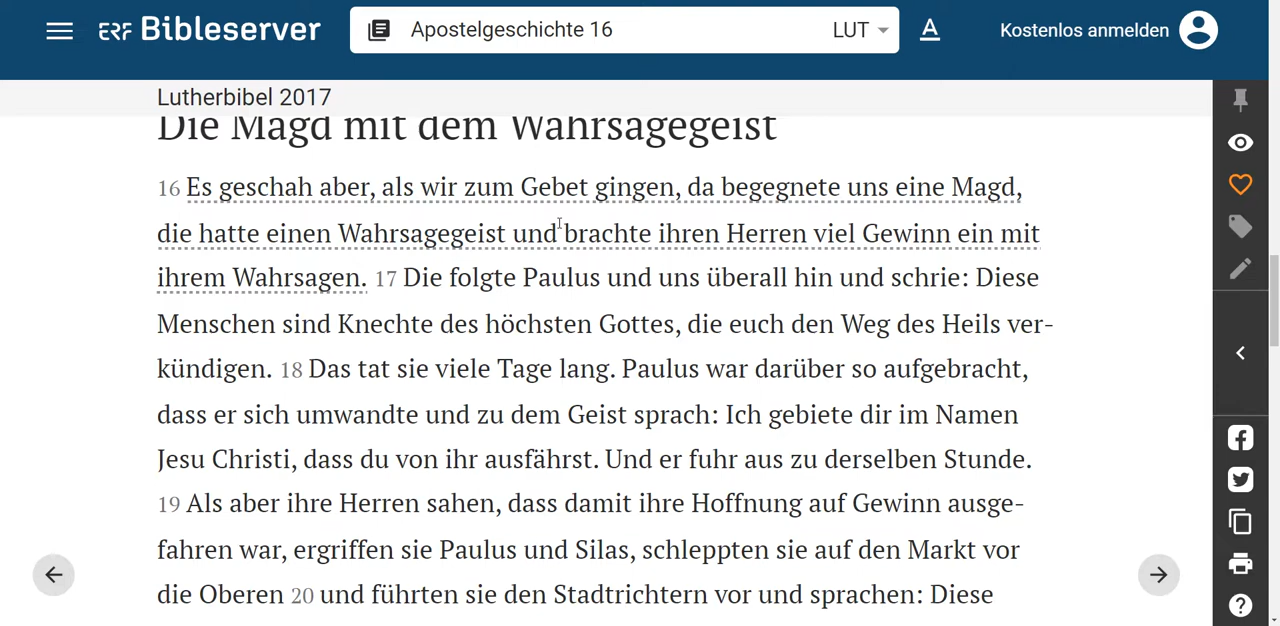 ERF Bibleserver
Apostelgeschichte 16
LUT
A
Kostenlos anmelden
Lutherbibel 2017
Die Magd mit dem Wahrsagegeist
16 Es geschah aber, als wir zum Gebet gingen, da begegnete uns eine Magd,
die hatte einen Wahrsagegeist und brachte ihren Herren viel Gewinn ein mit
ihrem Wahrsagen. 17 Die folgte Paulus und uns überall hin und schrie: Diese
Menschen sind Knechte des höchsten Gottes, die euch den Weg des Heils ver-
kündigen. 18 Das tat sie viele Tage lang. Paulus war darüber so aufgebracht,
dass er sich umwandte und zu dem Geist sprach: Ich gebiete dir im Namen
Jesu Christi, dass du von ihr ausfährst. Und er fuhr aus zu derselben Stunde.
19 Als aber ihre Herren sahen, dass damit ihre Hoffnung auf Gewinn ausge-
fahren war, ergriffen sie Paulus und Silas, schleppten sie auf den Markt vor
die Oberen 20 und führten sie den Stadtrichtern vor und sprachen: Diese